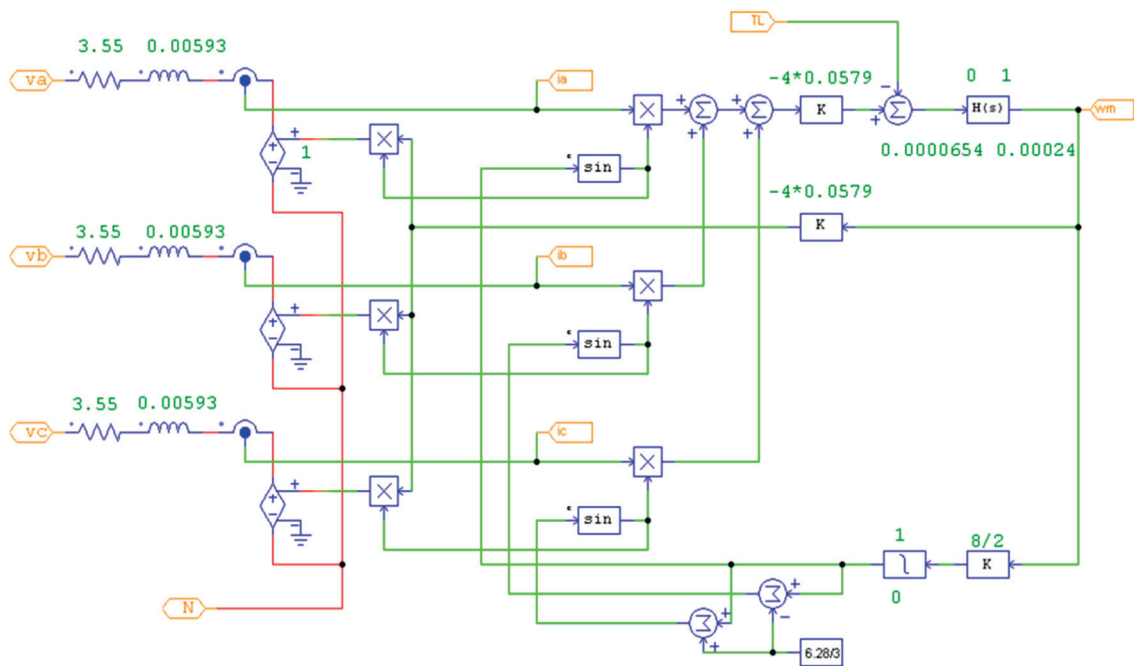 TL
3.55 0.00593
-4*0.0579
0 1
va
ia
K
H(s)
wm
1
sin
0.0000654 0.00024
-4*0.0579
K
3.55 0.00593
vb
ib
sin
3.55 0.00593
vc
ic
sin
1
8/2
K
0
N
6.28/3